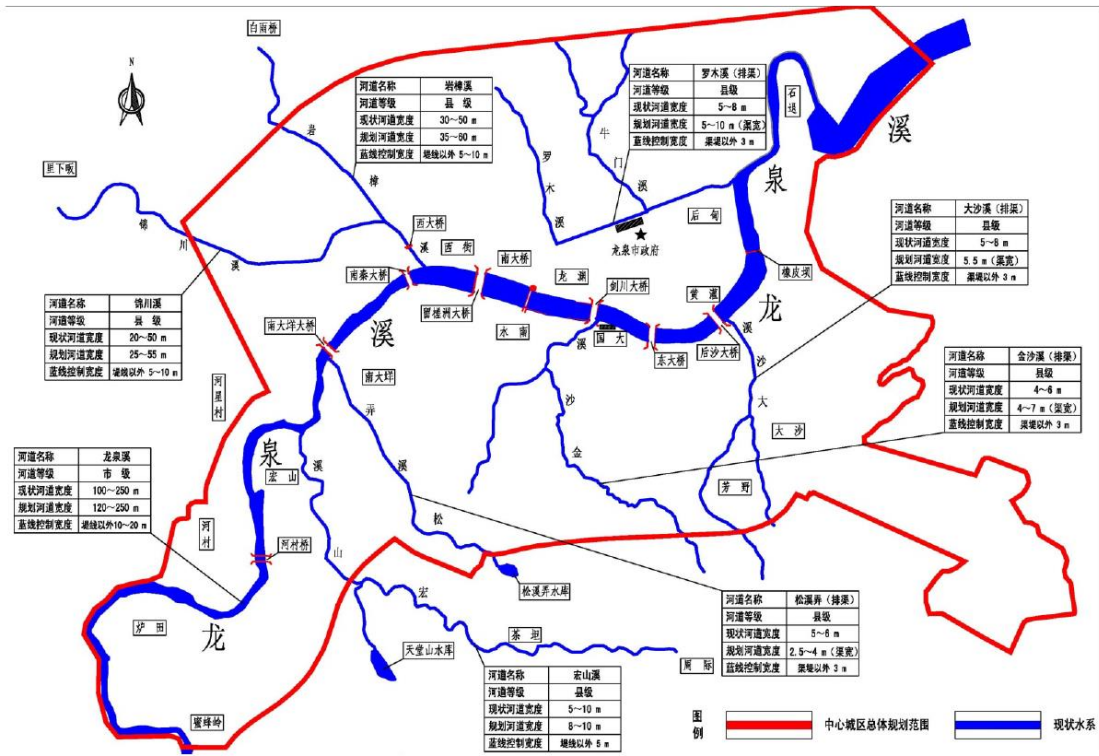 白雨桥
N
河道名称 岩樟溪
河道等级 县 级
现状河道宽度 30～50 m
规划河道宽度 35～60 m
蓝线控制宽度 堤线以外 5～10 m
河道名称 罗木溪（排渠）
河道等级 县级
现状河道宽度 5～8 m
规划河道宽度 5～10 m（渠宽）
蓝线控制宽度 渠堤以外 3 m
石
溪
岩
樟
溪
罗
木
溪
牛
门
溪
泉
里下
锦
川
溪
西大桥
西街
南大桥
龙渊
龙泉市政府
后甸
河道名称 大沙溪（排渠）
河道等级 县级
现状河道宽度 5～8 m
规划河道宽度 5.5 m（渠宽）
蓝线控制宽度 渠堤以外 3 m
橡皮坝
南秦大桥
留槎洲大桥
剑川大桥
黄
龙
河道名称 锦川溪
河道等级 县 级
现状河道宽度 20～50 m
规划河道宽度 25～55 m
蓝线控制宽度 堤线以外 5～10 m
南大垟大桥
溪
水南
溪
国大
东大桥
后沙大桥
溪
沙
大
南大垟
弄
溪
松
沙
金
大沙
芳野
河道名称 金沙溪（排渠）
河道等级 县级
现状河道宽度 4～6 m
规划河道宽度 4～7 m（渠宽）
蓝线控制宽度 渠堤以外 3 m
河星村
泉
宏山
溪
山
宏
河道名称 龙泉溪
河道等级 市 级
现状河道宽度 100～250 m
规划河道宽度 120～250 m
蓝线控制宽度 堤线以外10～20 m
河村
河村桥
炉田
龙
松溪弄水库
茶坦
天堂山水库
周际
蜜蜂岭
河道名称 松溪弄（排渠）
河道等级 县级
现状河道宽度 5～6 m
规划河道宽度 2.5～4 m（渠宽）
蓝线控制宽度 渠堤以外 3 m
河道名称 宏山溪
河道等级 县级
现状河道宽度 5～10 m
规划河道宽度 8～10 m
蓝线控制宽度 堤线以外 5 m
图例
中心城区总体规划范围
现状水系